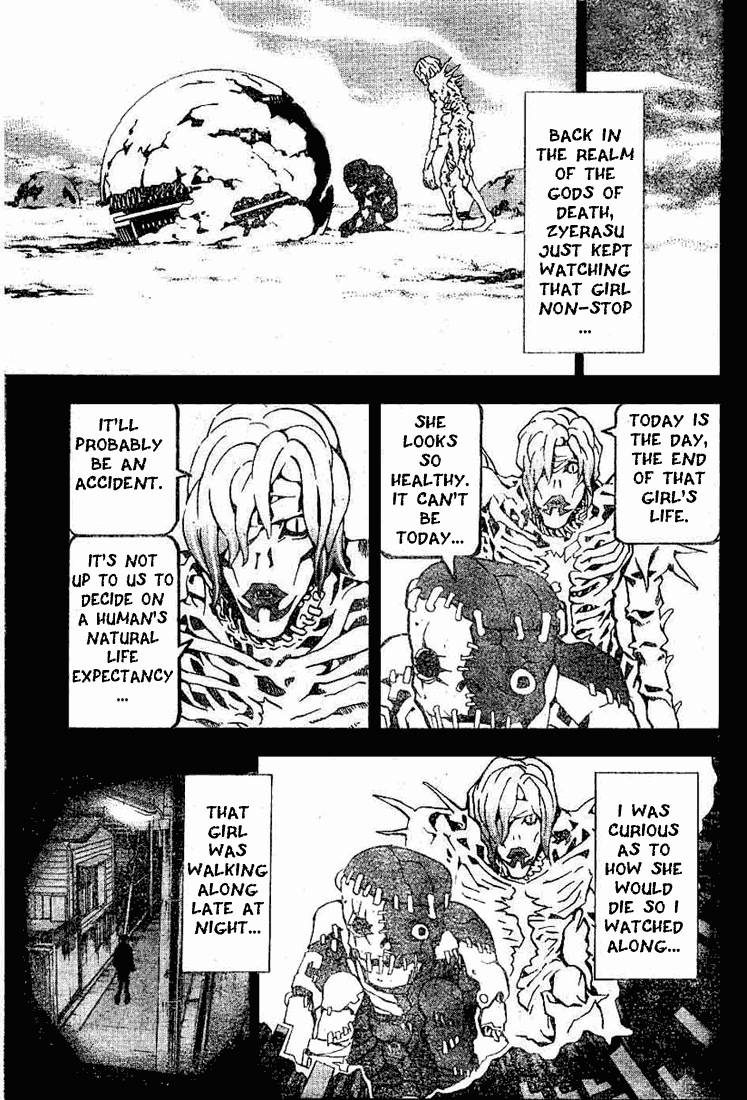 BACK IN
THE REALM
OF THE
GODS OF
DEATH,
ZYERASU
JUST KEPT
WATCHING
THAT GIRL
NON-STOP
...
TODAY IS
THE DAY,
THE END
OF THAT
GIRL'S
LIFE.
SHE
LOOKS
SO
HEALTHY.
IT CAN'T
BE
TODAY...
IT'LL
PROBABLY
BE AN
ACCIDENT.
IT'S NOT
UP TO US TO
DECIDE ON
A HUMAN'S
NATURAL
LIFE
EXPECTANCY
...
I WAS
CURIOUS
AS TO
HOW SHE
WOULD
DIE SO I
WATCHED
ALONG...
THAT
GIRL
WAS
WALKING
ALONG
LATE AT
NIGHT...